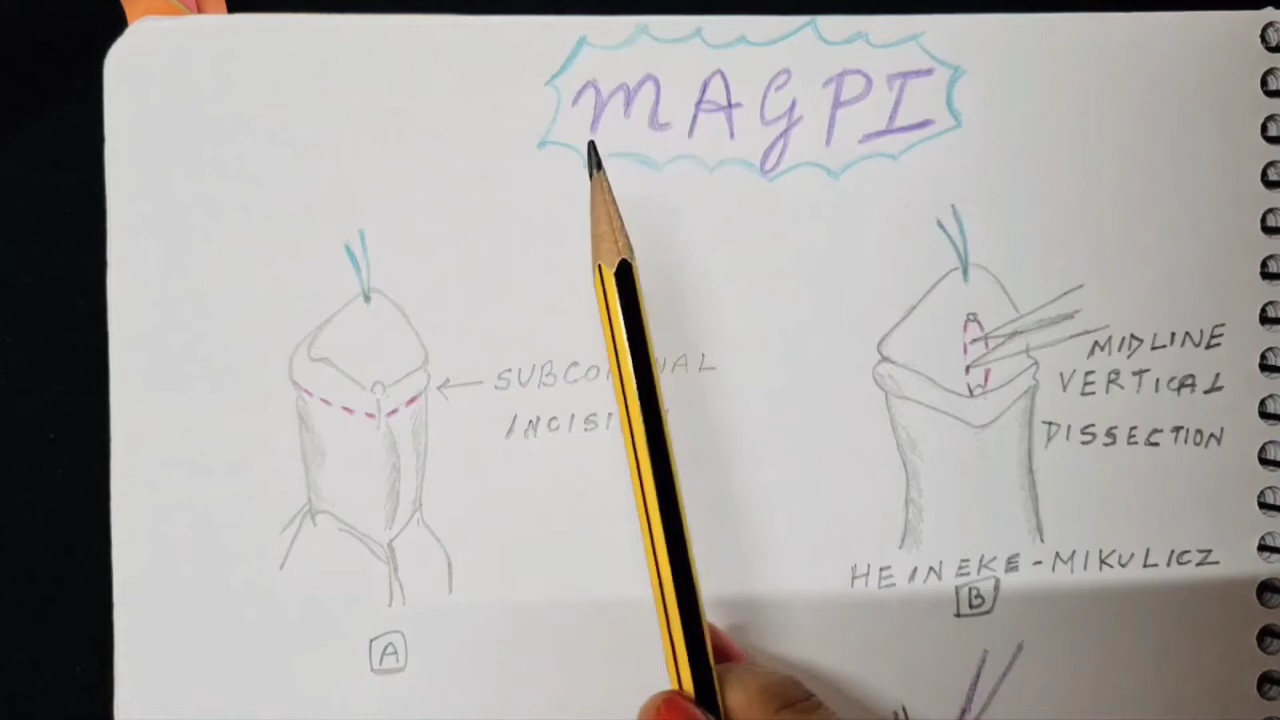 MAGPI
MIDLINE
VERTICAL
DISSECTION
HEINEKE-MIKULICZ
A
B